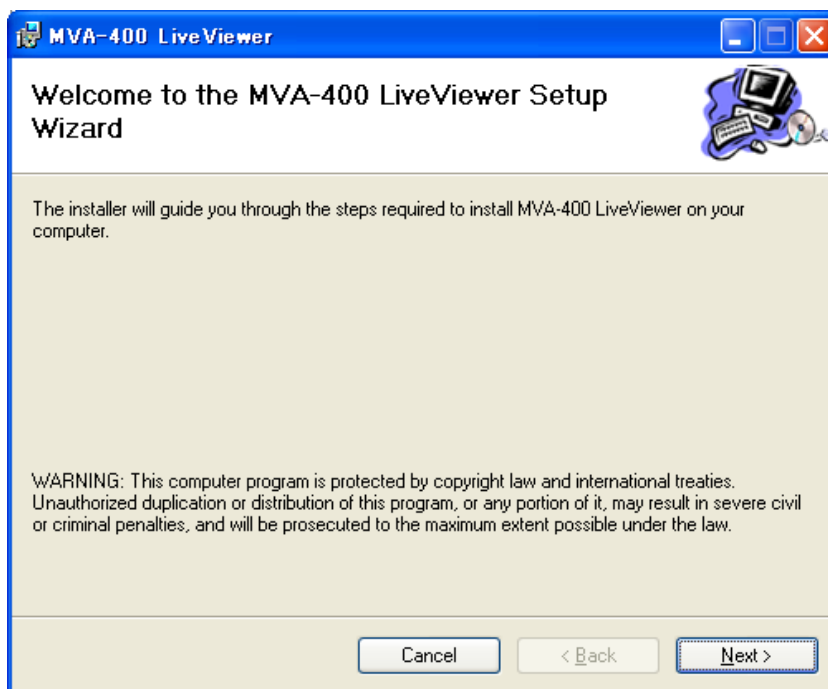 MVA-400 LiveViewer
Welcome to the MVA-400 LiveViewer Setup
Wizard
The installer will guide you through the steps required to install MVA-400 LiveViewer on your
computer.
WARNING: This computer program is protected by copyright law and international treaties.
Unauthorized duplication or distribution of this program, or any portion of it, may result in severe civil
or criminal penalties, and will be prosecuted to the maximum extent possible under the law.
Cancel
< Back
Next >